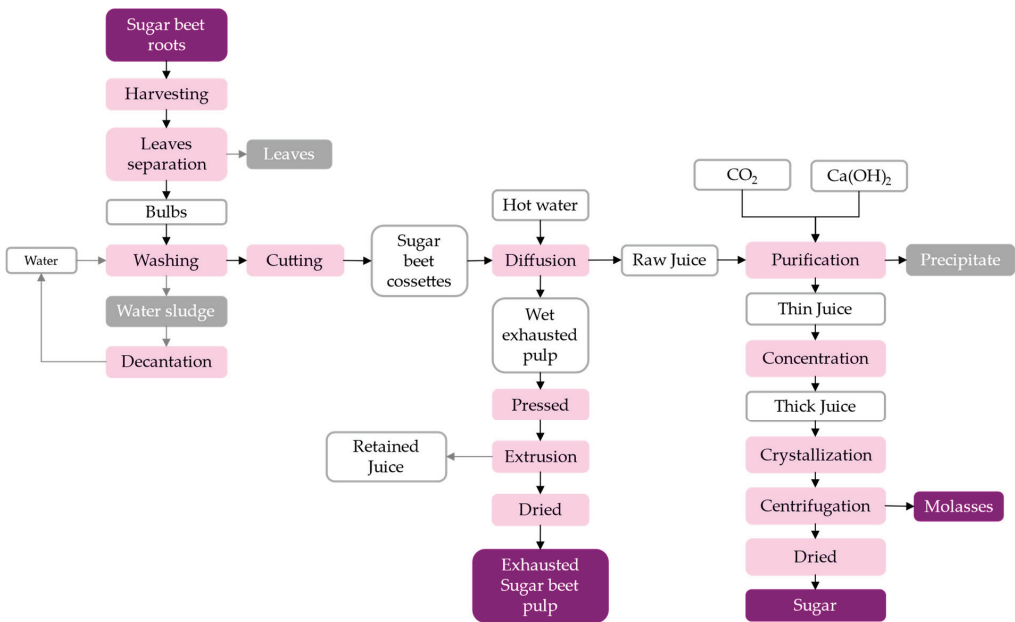 Sugar beet
roots
Harvesting
Leaves
separation
Leaves
Bulbs
Water
Washing
Cutting
Sugar
beet
cossettes
Water sludge
Decantation
Hot water
Diffusion
Raw Juice
Wet
exhausted
pulp
Pressed
Retained
Juice
Extrusion
Dried
Exhausted
Sugar beet
pulp
CO₂
Ca(OH)₂
Purification
Precipitate
Thin Juice
Concentration
Thick Juice
Crystallization
Centrifugation
Molasses
Dried
Sugar